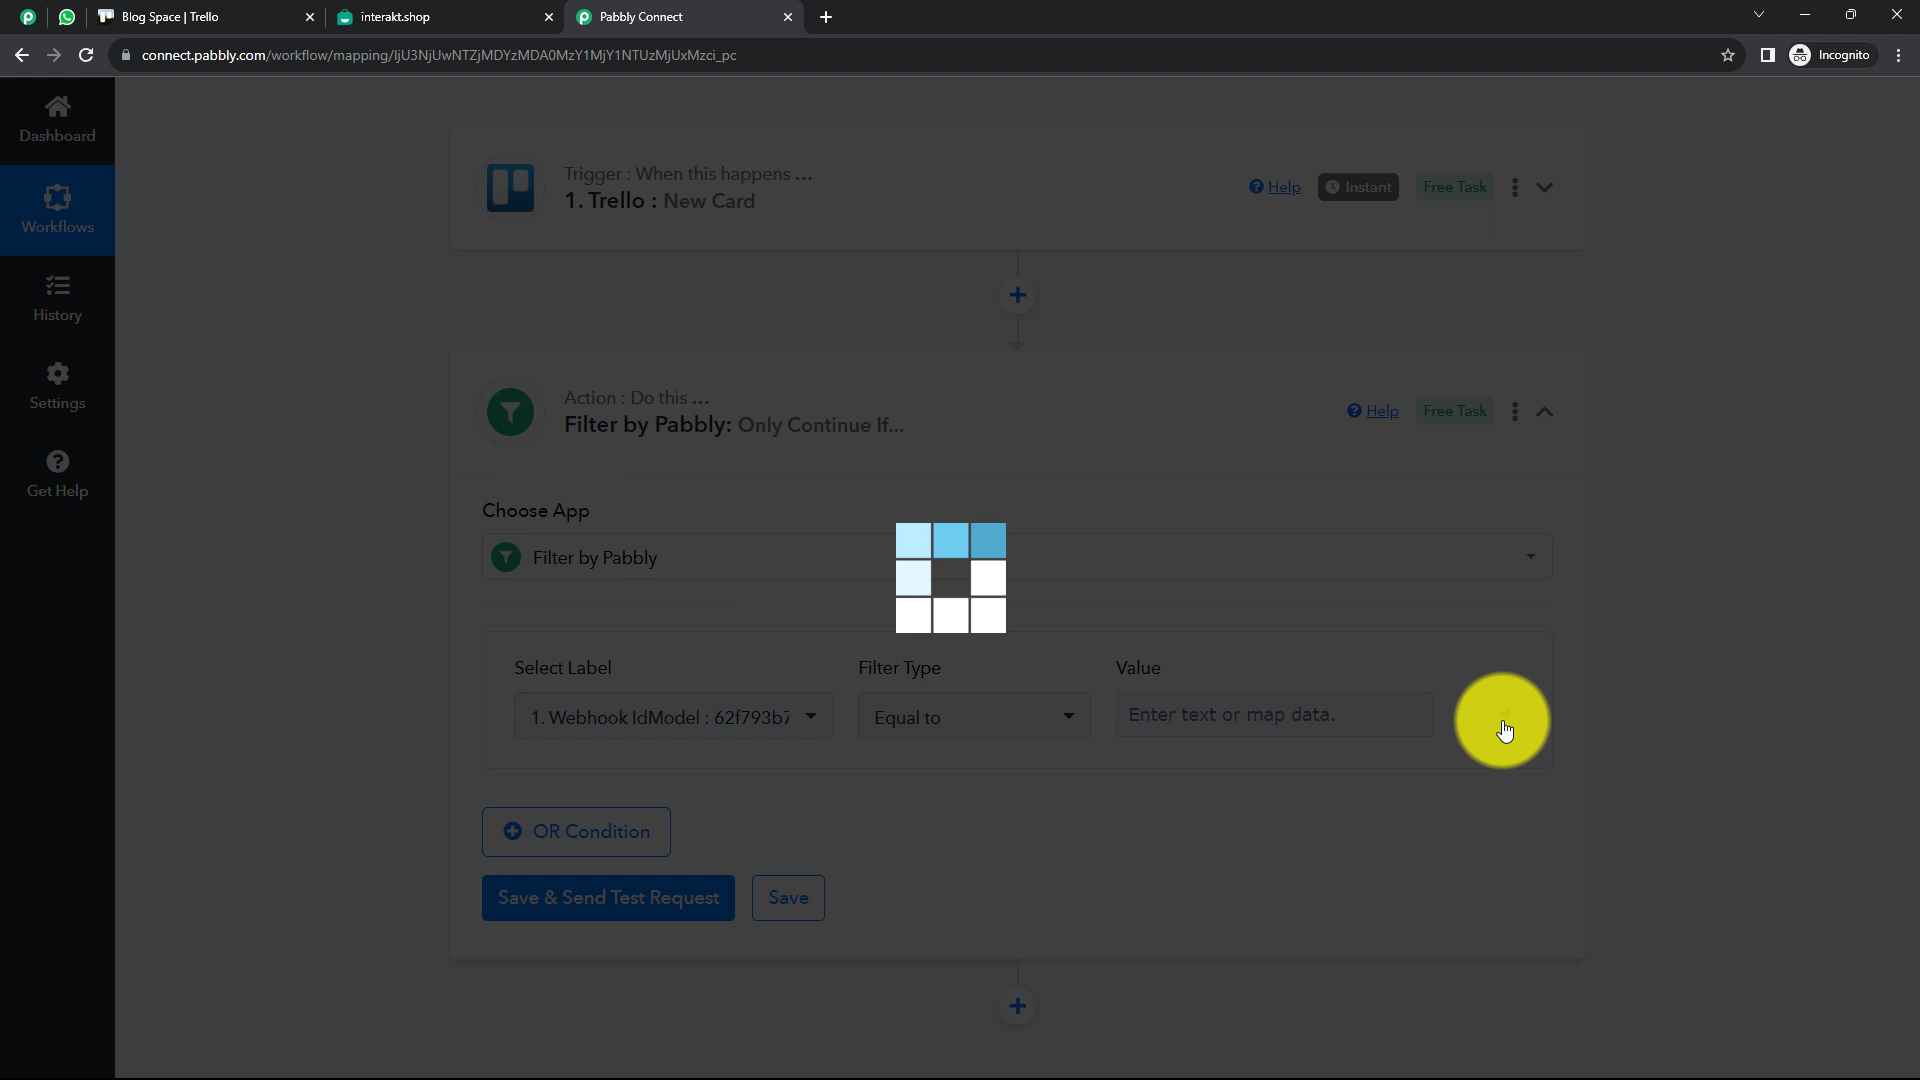 Blog Space | Trello
interakt.shop
Pabbly Connect
connect.pabbly.com/workflow/mapping/IjU3NjUwNTZjMDYzMDA0MzY1MjY1NTUzMjUxMzci_pc
Incognito
Dashboard
Workflows
History
Settings
Get Help
Trigger : When this happens ...
1. Trello : New Card
Help
Instant
Free Task
Action : Do this ...
Filter by Pabbly: Only Continue If...
Help
Free Task
Choose App
Filter by Pabbly
Select Label
Filter Type
Value
1. Webhook IdModel : 62f793b7
Equal to
Enter text or map data.
OR Condition
Save & Send Test Request
Save